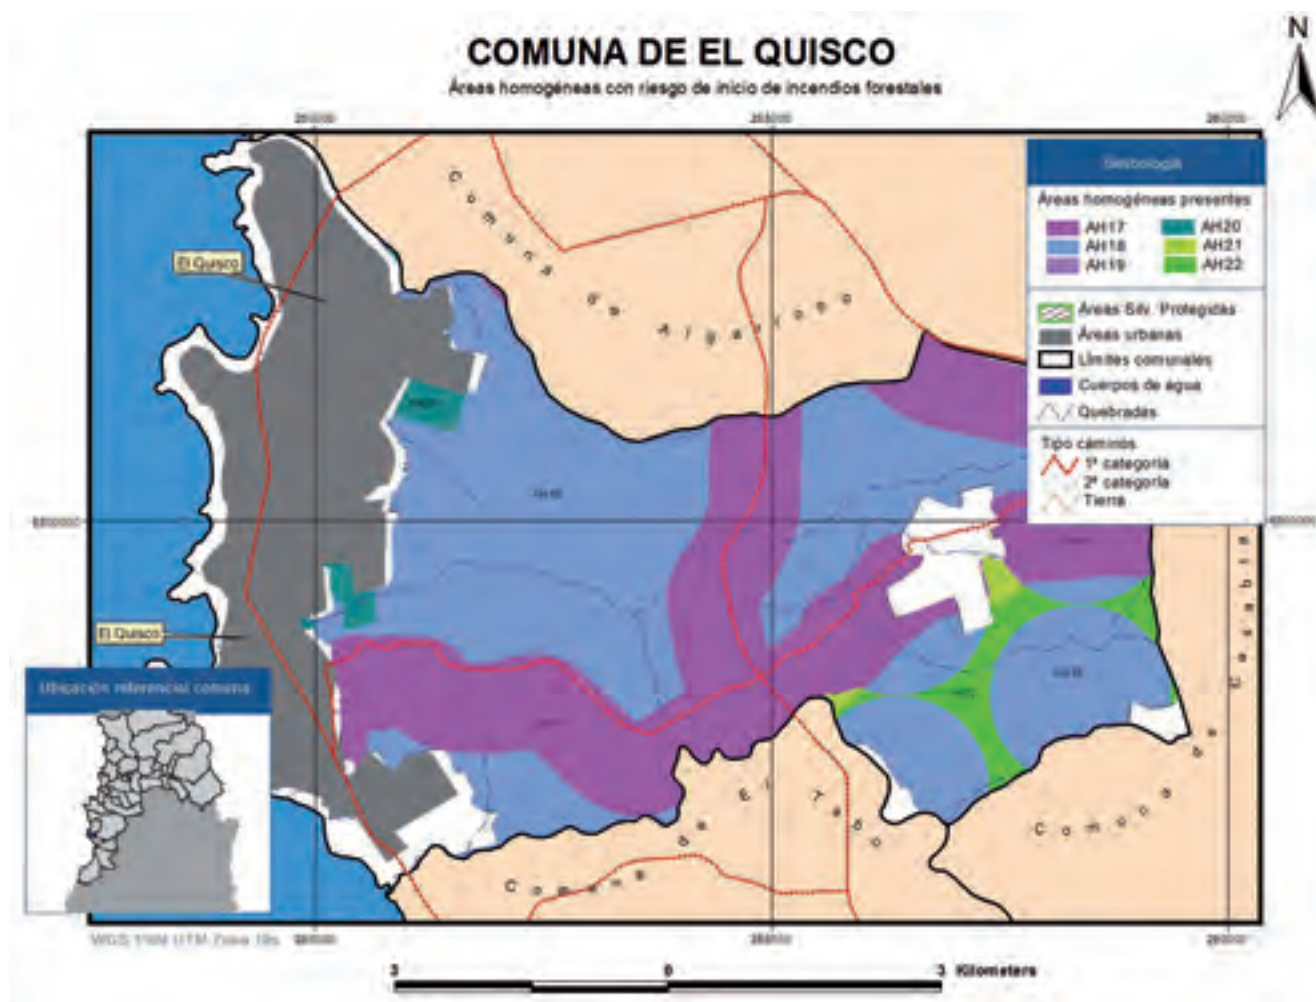 N
COMUNA DE EL QUISCO
Áreas homogéneas con riesgo de inicio de incendios forestales
Simbología
Áreas homogéneas presentes
AH17 AH20
AH18 AH21
AH19 AH22
Áreas Silv. Protegidas
Áreas urbanas
Límites comunales
Cuerpos de agua
Quebradas
Tipo caminos
1ª categoría
2ª categoría
Tierra
Comuna de Algarrobo
El Quisco
El Quisco
Ubicación referencial comuna
Comuna de El Tabo
Comuna de
3 0 3 Kilometers